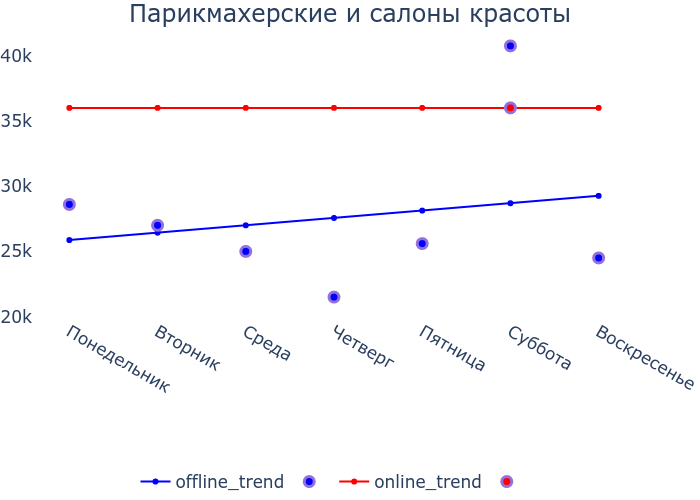 Парикмахерские и салоны красоты
40k
35k
30k
25k
20k
Понедельник
Вторник
Среда
Четверг
Пятница
Суббота
Воскресенье
offline_trend
online_trend